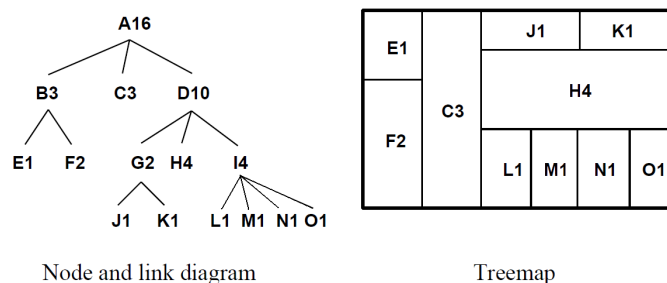 A16
B3 C3 D10
E1 F2 G2 H4 I4
J1 K1 L1 M1 N1 O1
Node and link diagram
E1 J1 K1
F2 C3 H4
L1 M1 N1 O1
Treemap